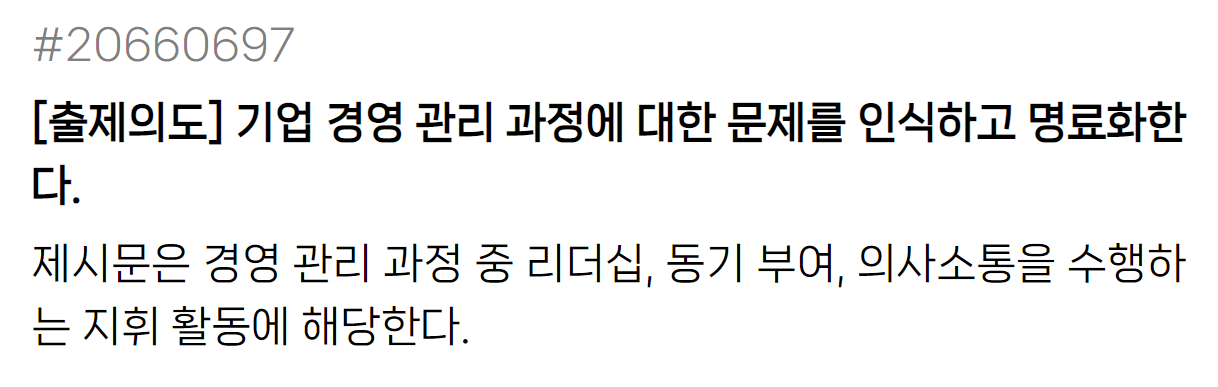 #20660697
[출제의도] 기업 경영 관리 과정에 대한 문제를 인식하고 명료화한
다.
제시문은 경영 관리 과정 중 리더십, 동기 부여, 의사소통을 수행하
는 지휘 활동에 해당한다.